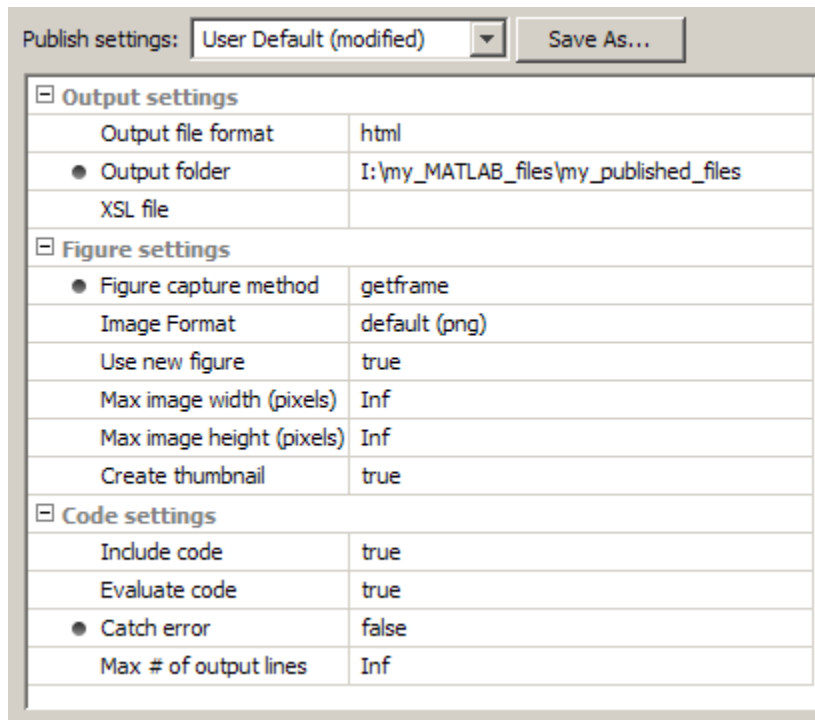 Publish settings: User Default (modified) Save As...
Output settings
Output file format html
Output folder I:\my_MATLAB_files\my_published_files
XSL file
Figure settings
Figure capture method getframe
Image Format default (png)
Use new figure true
Max image width (pixels) Inf
Max image height (pixels) Inf
Create thumbnail true
Code settings
Include code true
Evaluate code true
Catch error false
Max # of output lines Inf